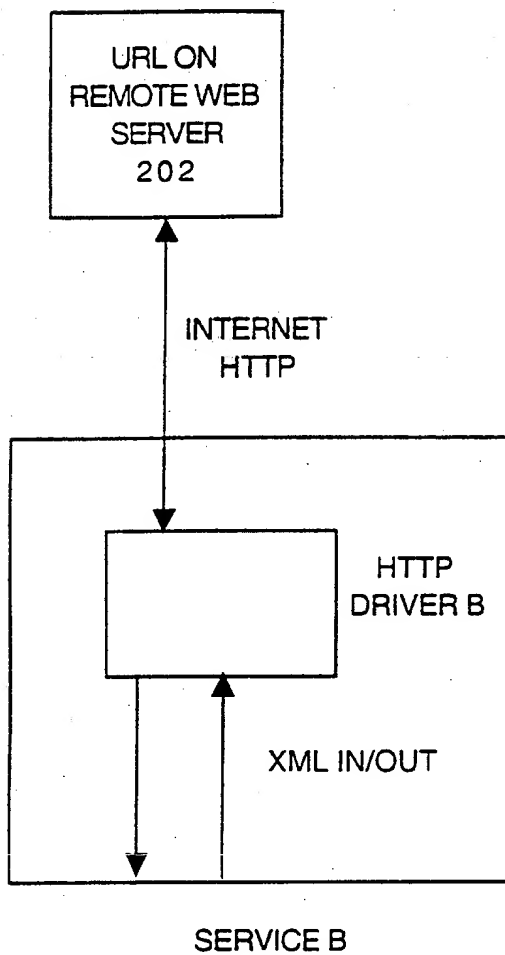 URL ON
REMOTE WEB
SERVER
202
INTERNET
HTTP
HTTP
DRIVER B
XML IN/OUT
SERVICE B